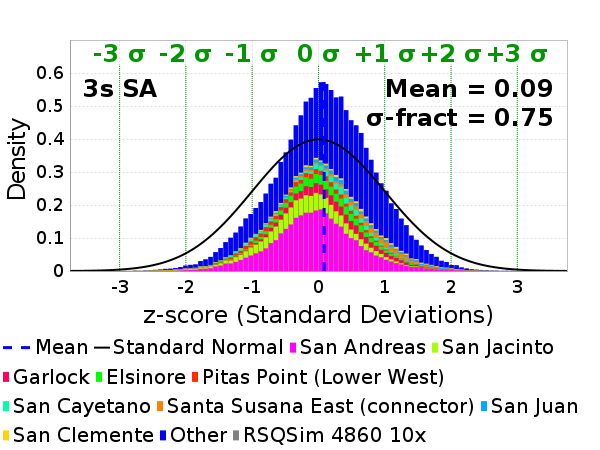 -3 σ -2 σ -1 σ 0 σ +1 σ +2 σ +3 σ
3s SA
Mean = 0.09
σ-fract = 0.75
0.6
0.5
0.4
0.3
0.2
0.1
0
Density
-3 -2 -1 0 1 2 3
z-score (Standard Deviations)
Mean Standard Normal San Andreas San Jacinto
Garlock Elsinore Pitas Point (Lower West)
San Cayetano Santa Susana East (connector) San Juan
San Clemente Other RSQSim 4860 10x